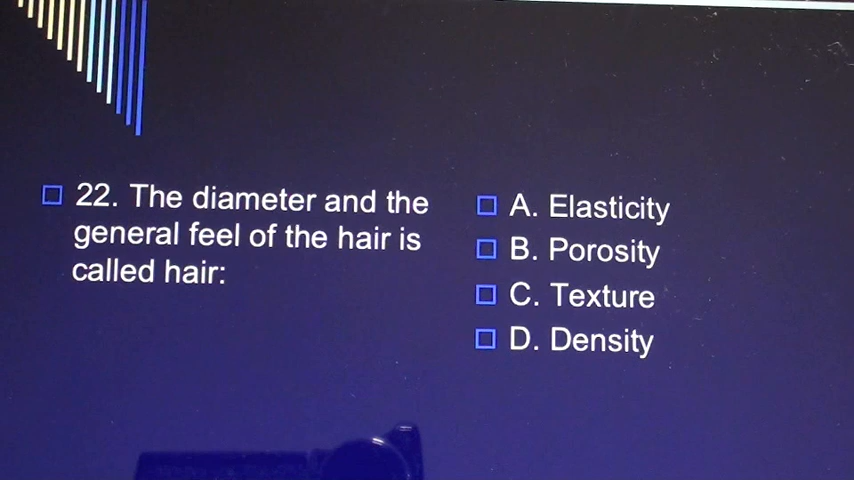 22. The diameter and the
general feel of the hair is
called hair:
A. Elasticity
B. Porosity
C. Texture
D. Density